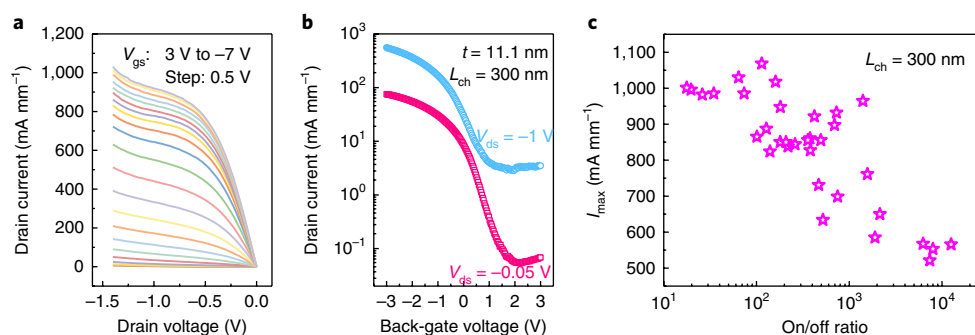 a
V_gs: 3 V to −7 V
Step: 0.5 V
Drain current (mA mm⁻¹)
1,000
800
600
400
200
0
−1.5
−1.0
−0.5
0.0
Drain voltage (V)
b
t = 11.1 nm
L_ch = 300 nm
V_ds = −1 V
V_ds = −0.05 V
Drain current (mA mm⁻¹)
10³
10²
10¹
10⁰
10⁻¹
−3
−2
−1
0
1
2
3
Back-gate voltage (V)
c
L_ch = 300 nm
I_max (mA mm⁻¹)
1,100
1,000
900
800
700
600
500
10¹
10²
10³
10⁴
On/off ratio